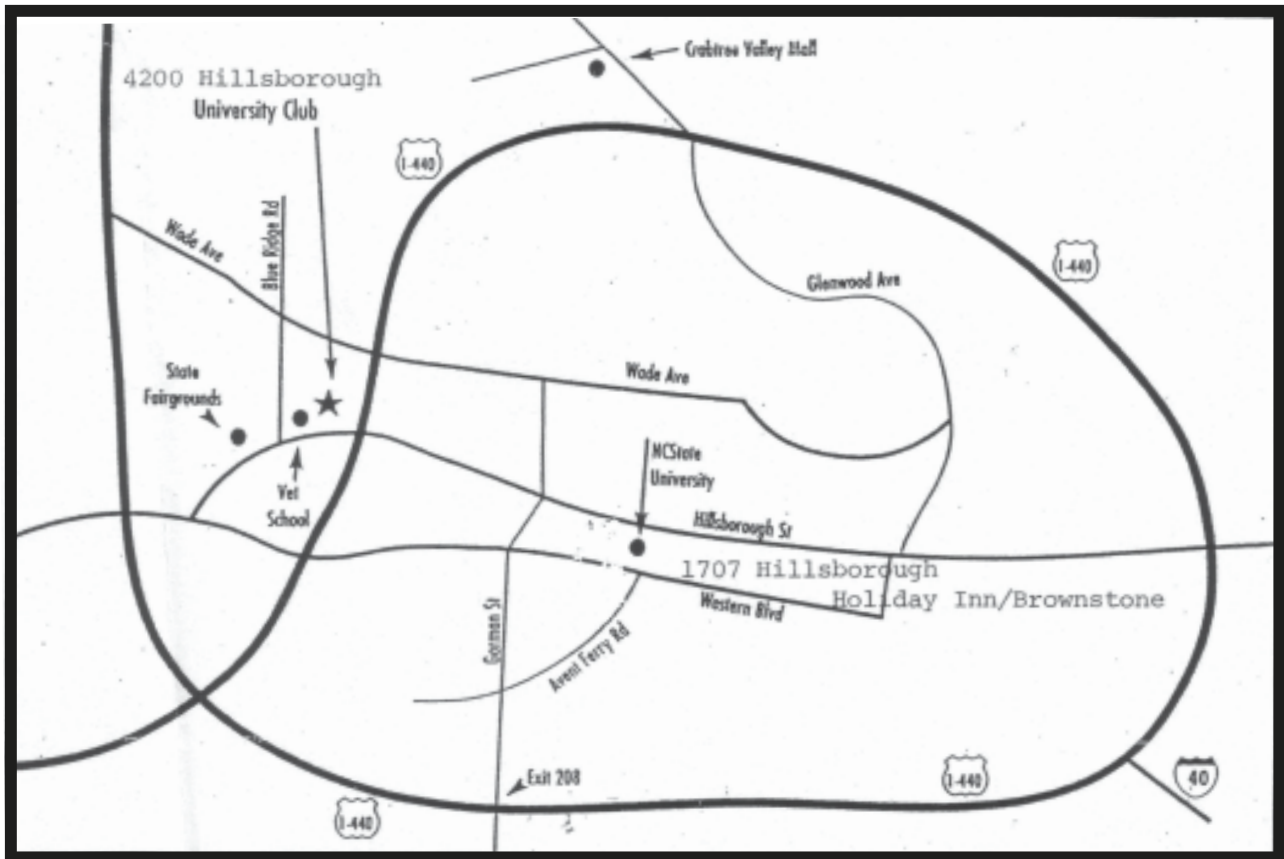 Crabtree Valley Mall
4200 Hillsborough
University Club
I-440
Wade Ave
Blue Ridge Rd
I-440
Glenwood Ave
State
Fairgrounds
Wade Ave
NCState
University
Vet
School
Hillsborough St
1707 Hillsborough
Holiday Inn/Brownstone
Western Blvd
Gorman St
Avent Ferry Rd
Exit 208
I-440
40
I-440